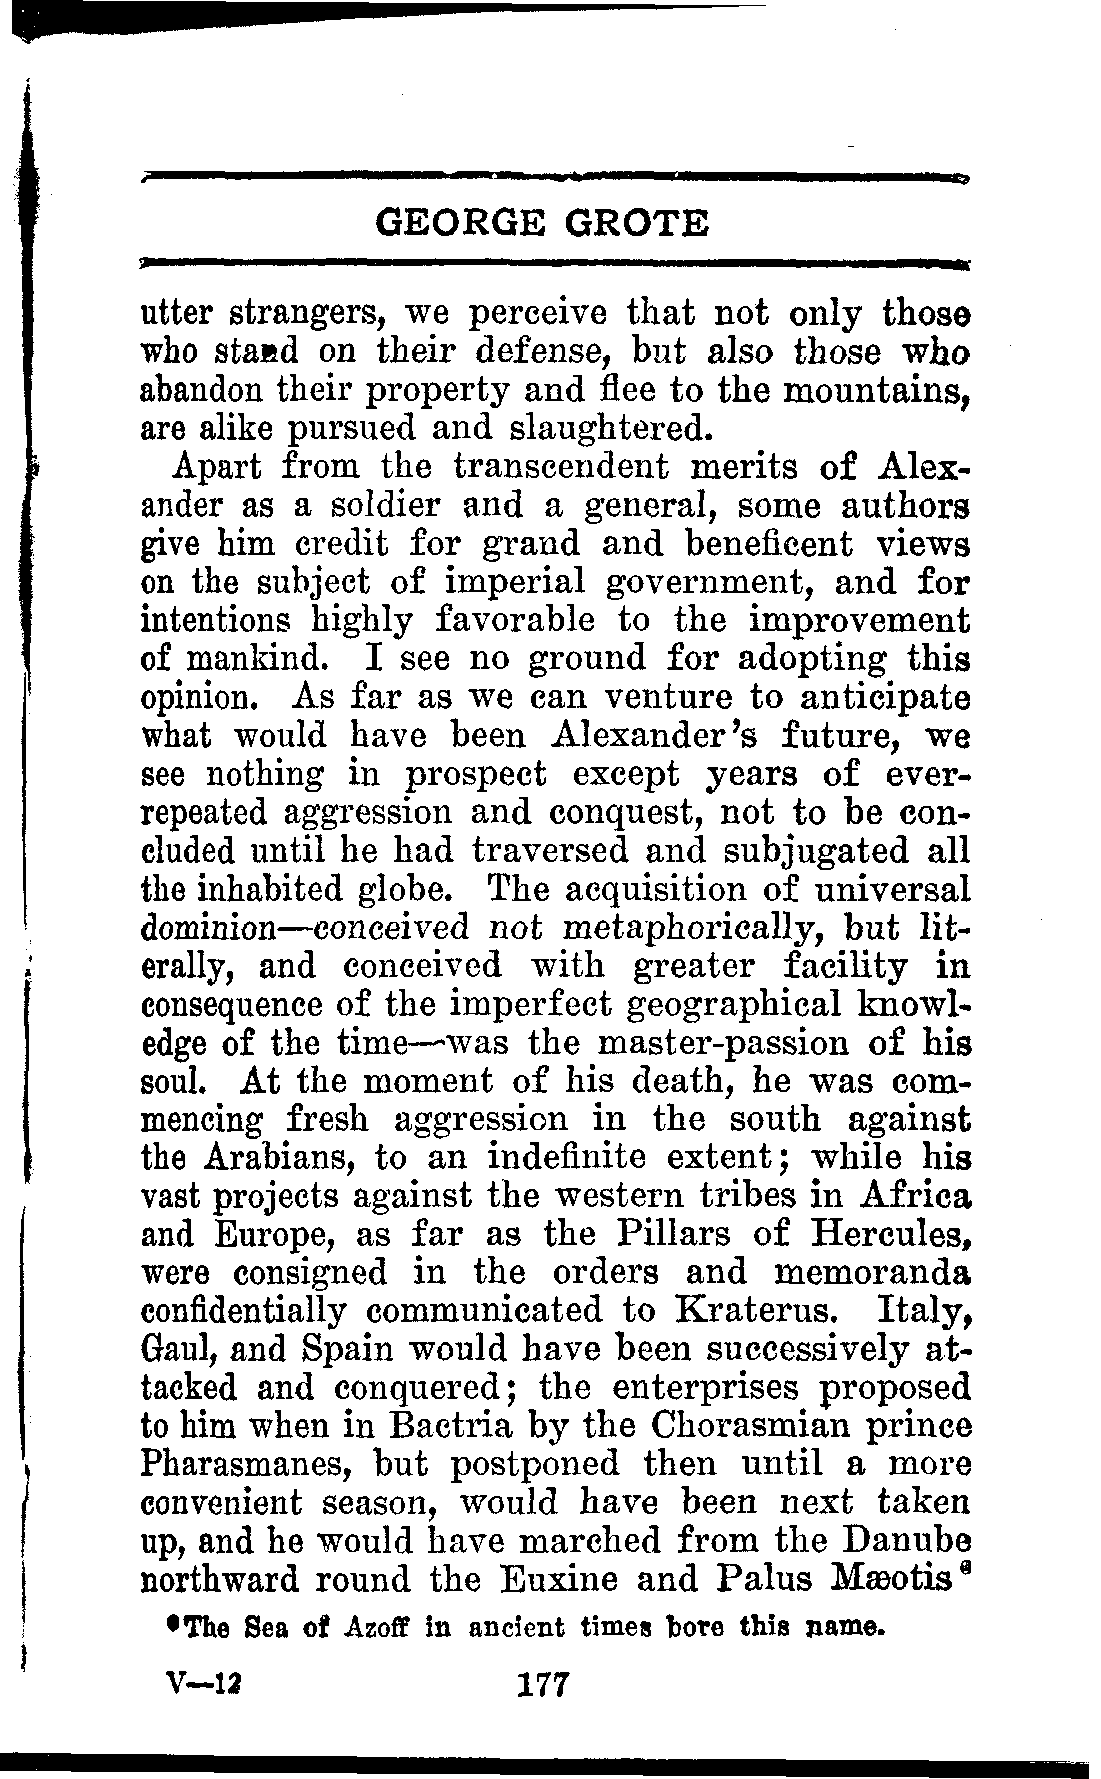 GEORGE GROTE
utter strangers, we perceive that not only those
who stand on their defense, but also those who
abandon their property and flee to the mountains,
are alike pursued and slaughtered.
Apart from the transcendent merits of Alex-
ander as a soldier and a general, some authors
give him credit for grand and beneficent views
on the subject of imperial government, and for
intentions highly favorable to the improvement
of mankind. I see no ground for adopting this
opinion. As far as we can venture to anticipate
what would have been Alexander's future, we
see nothing in prospect except years of ever-
repeated aggression and conquest, not to be con-
cluded until he had traversed and subjugated all
the inhabited globe. The acquisition of universal
dominion—conceived not metaphorically, but lit-
erally, and conceived with greater facility in
consequence of the imperfect geographical knowl-
edge of the time—was the master-passion of his
soul. At the moment of his death, he was com-
mencing fresh aggression in the south against
the Arabians, to an indefinite extent; while his
vast projects against the western tribes in Africa
and Europe, as far as the Pillars of Hercules,
were consigned in the orders and memoranda
confidentially communicated to Kraterus. Italy,
Gaul, and Spain would have been successively at-
tacked and conquered; the enterprises proposed
to him when in Bactria by the Chorasmian prince
Pharasmanes, but postponed then until a more
convenient season, would have been next taken
up, and he would have marched from the Danube
northward round the Euxine and Palus Mæotis
The Sea of Azoff in ancient times bore this name.
V—12 177